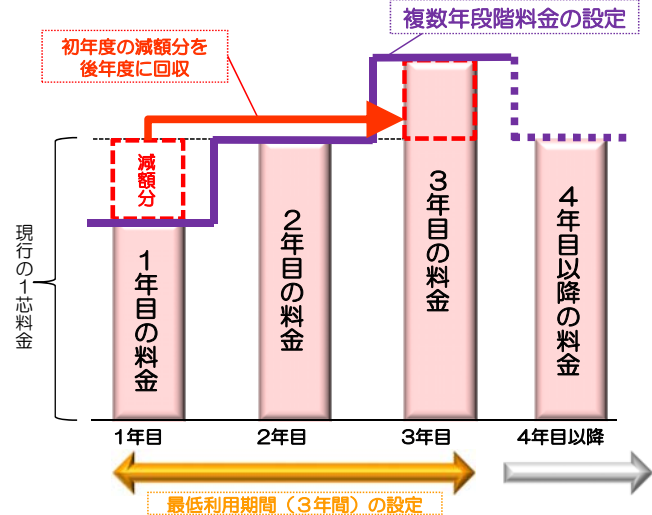 複数年段階料金の設定
初年度の減額分を
後年度に回収
減額分
現行の1芯料金
1年目の料金
2年目の料金
3年目の料金
4年目以降の料金
1年目
2年目
3年目
4年目以降
最低利用期間(3年間)の設定